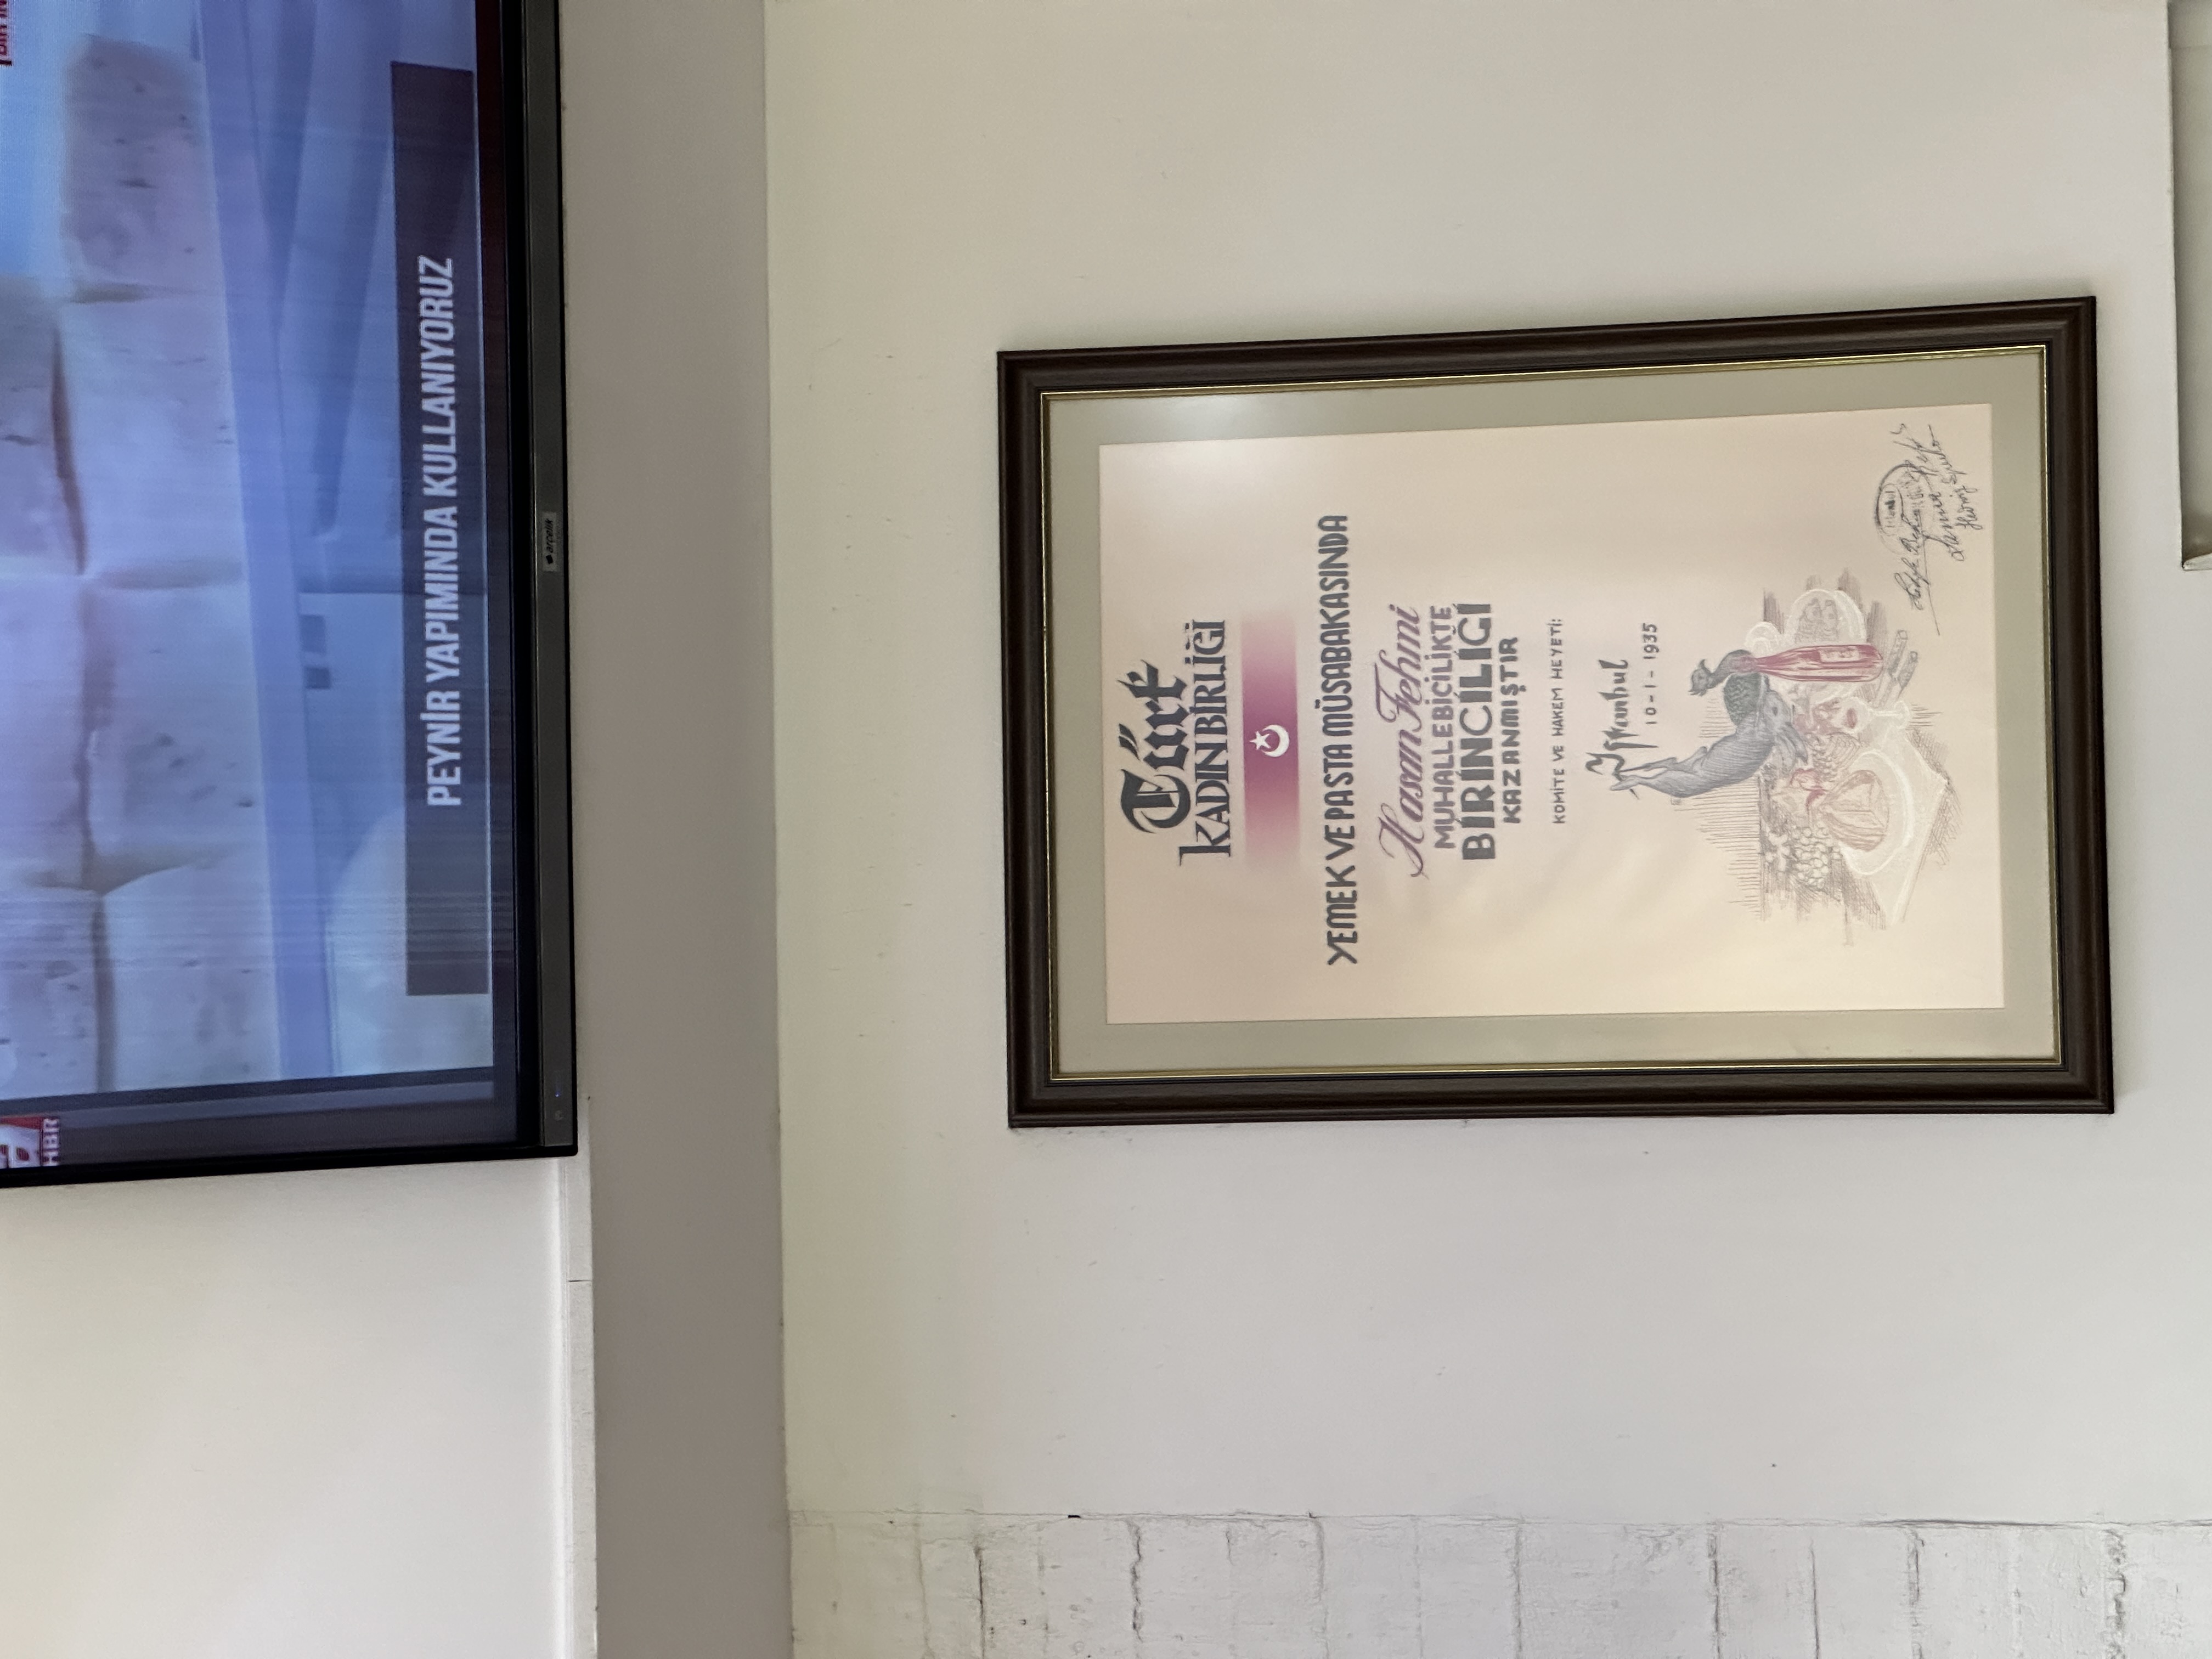 PEYNİR YAPIMINDA KULLANIYORUZ
HBR
arçelik
Türk
KADIN BİRLİĞİ
YEMEK VE PASTA MÜSABAKASINDA
Hasan Fehmi
MUHALLEBİCİLİKTE
BİRİNCİLİĞİ
KAZANMIŞTIR
KOMİTE VE HAKEM HEYETİ:
İstanbul
10-1-1935